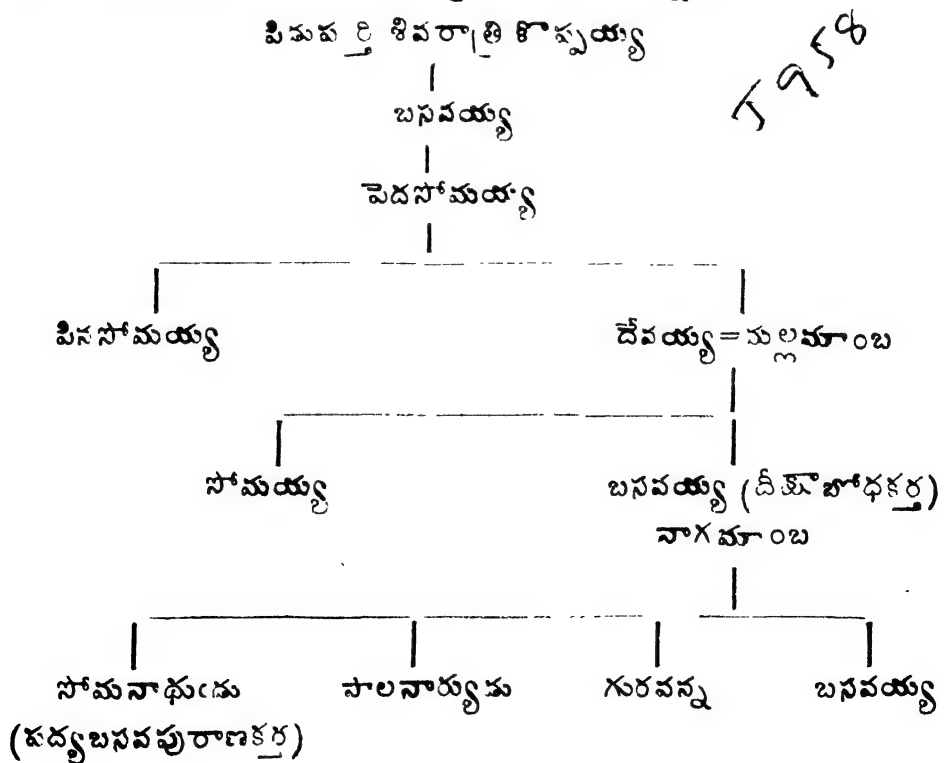 పిడుపర్తి శివరాత్రి కొప్పయ్య
T 958
బసవయ్య
పెదసోమయ్య
పినసోమయ్య దేవయ్య=మల్లమాంబ
సోమయ్య బసవయ్య (దీక్షాబోధకర్త)
నాగమాంబ
సోమనాథుఁడు పాలనార్యుడు గురవన్న బసవయ్య
(పద్యబసవపురాణకర్త)